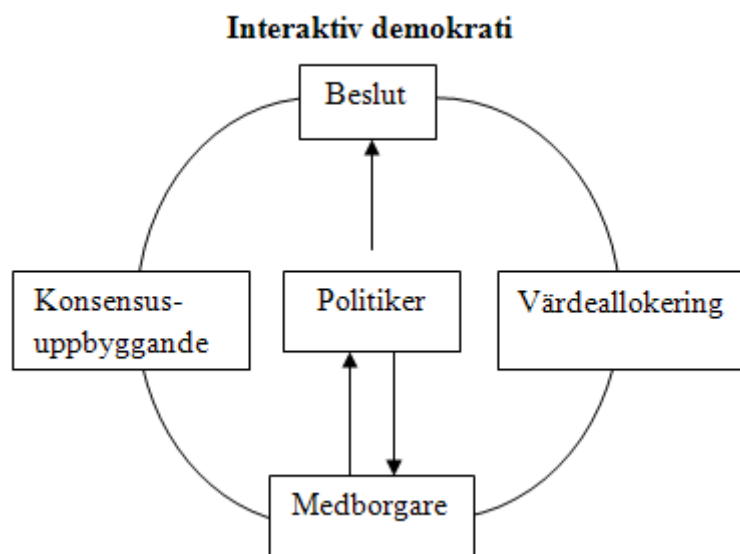 Interaktiv demokrati
Beslut
Konsensus-
uppbyggande
Politiker
Värdeallokering
Medborgare